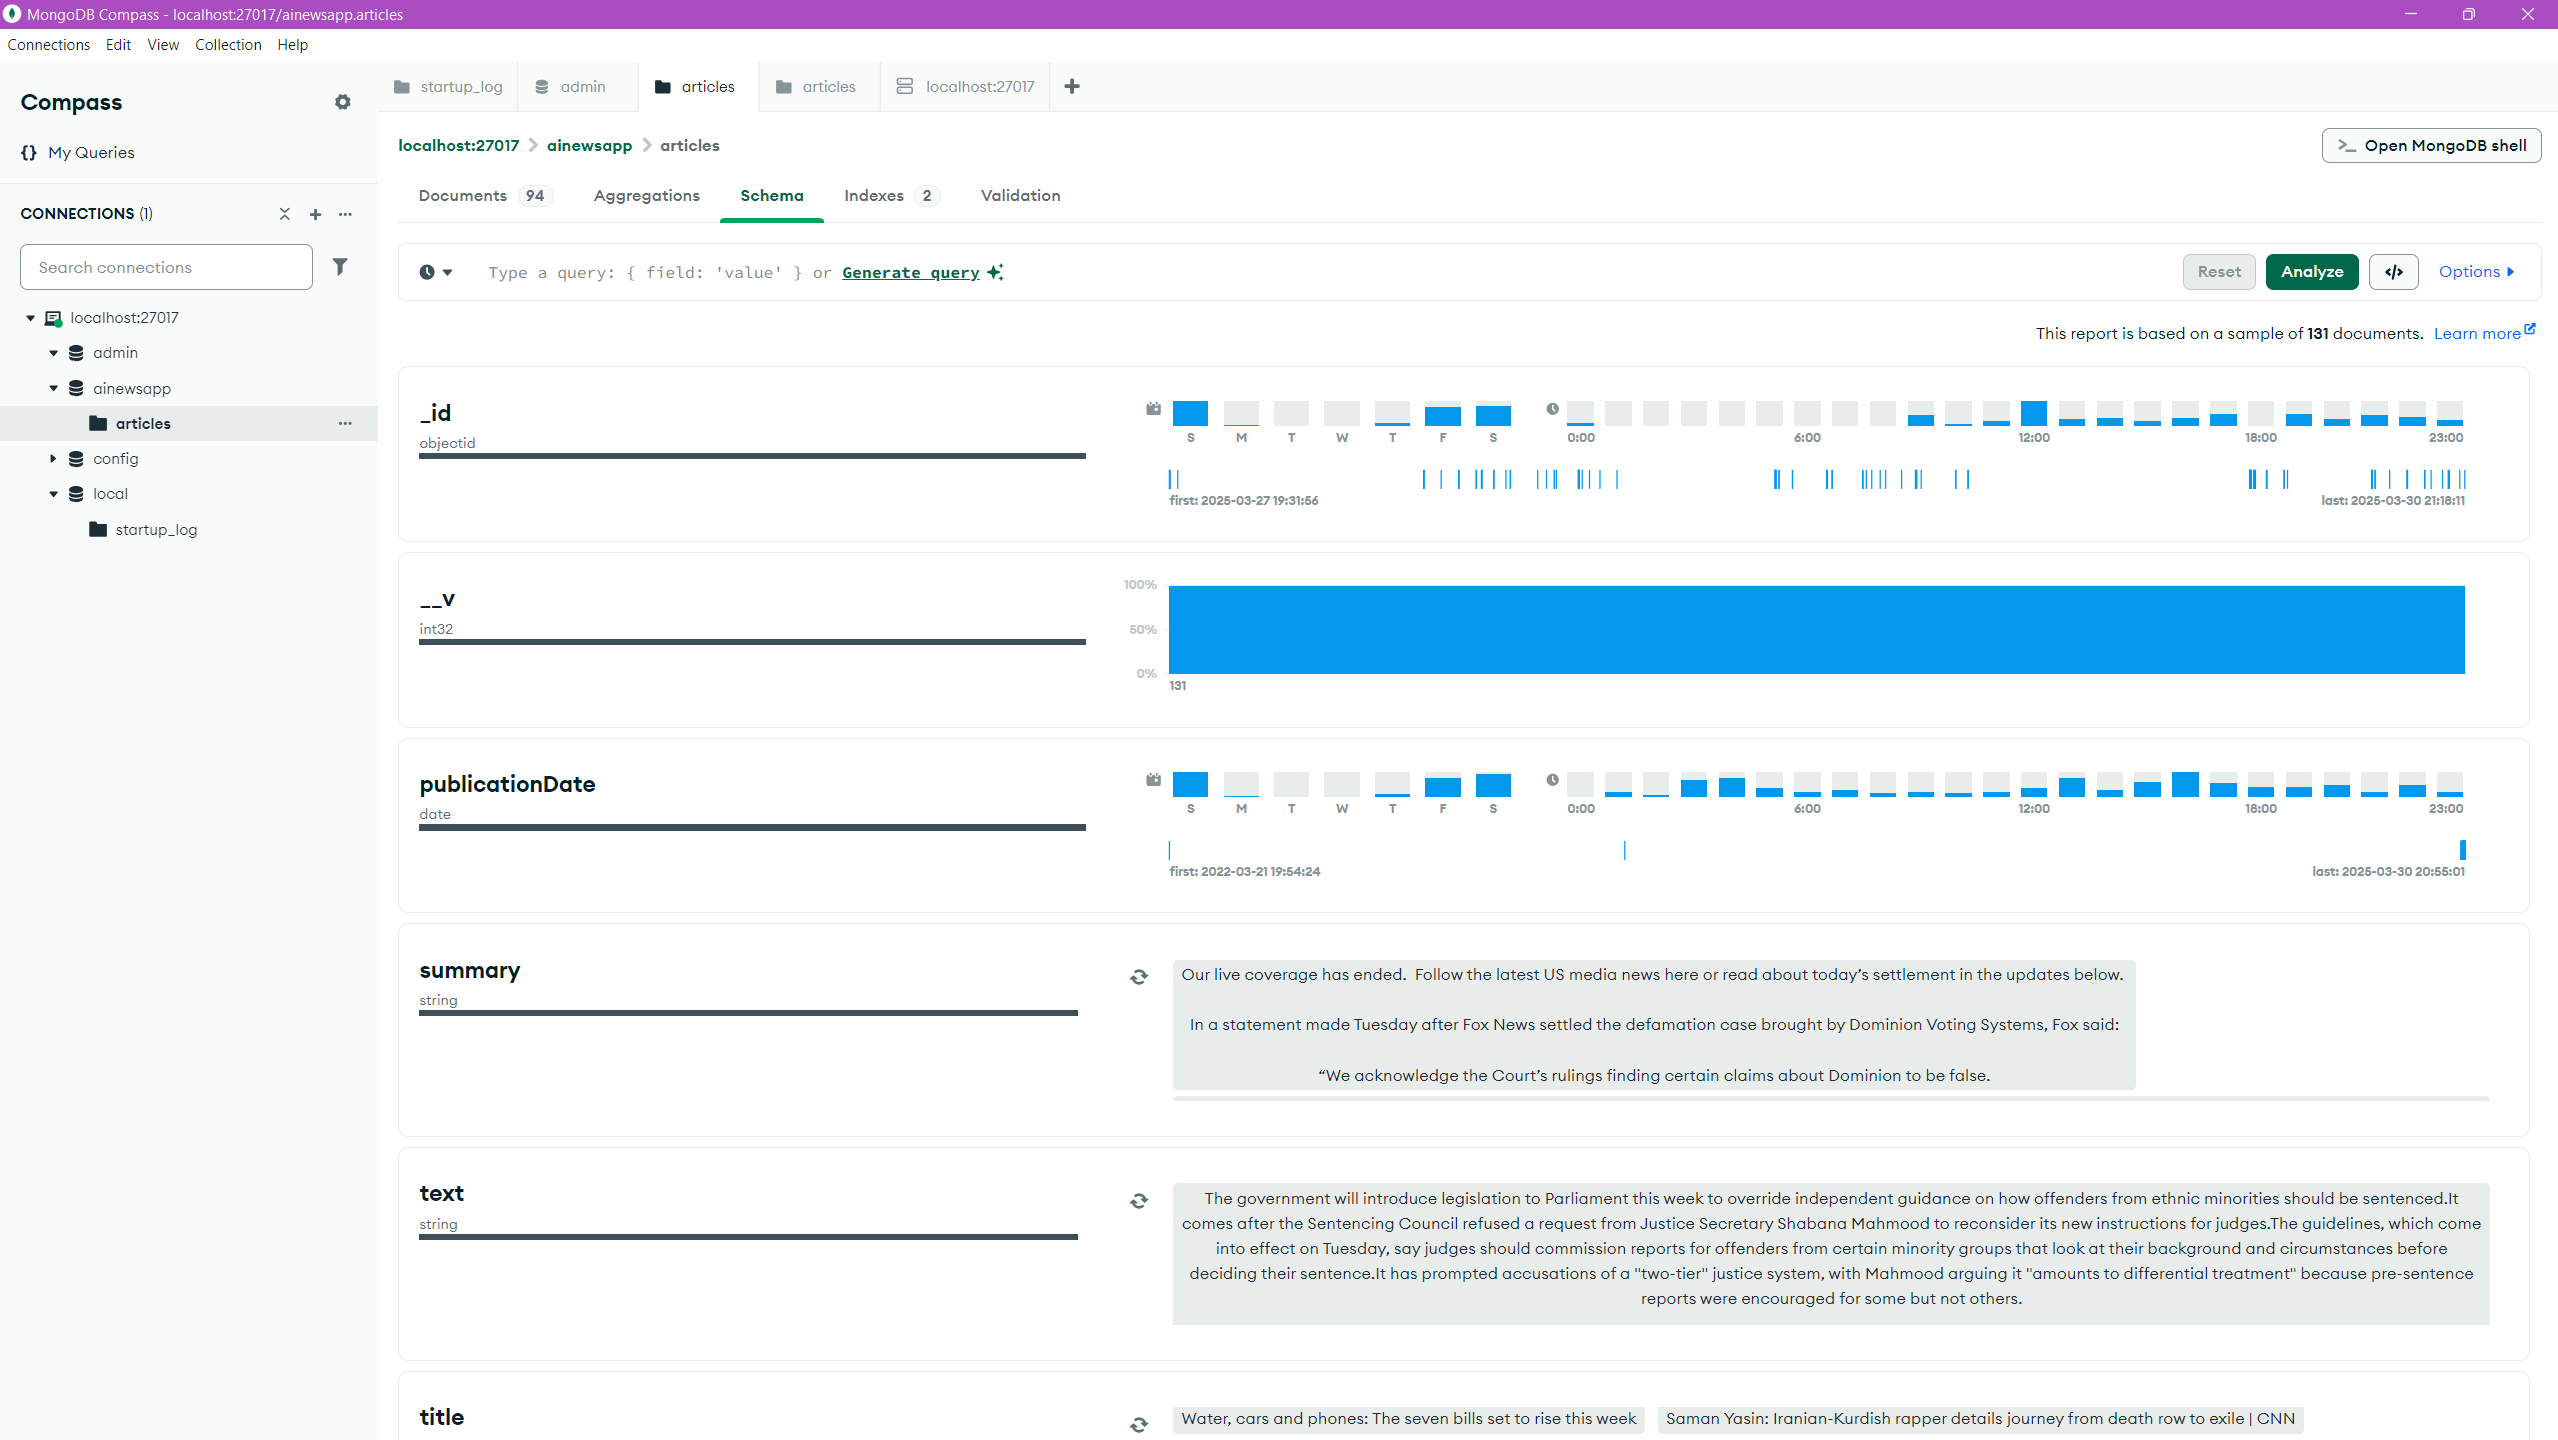 MongoDB Compass - localhost:27017/ainewsapp.articles
Connections Edit View Collection Help
Compass
{} My Queries
CONNECTIONS (1)
Search connections
localhost:27017
admin
ainewsapp
articles
config
local
startup_log
startup_log admin articles articles localhost:27017
localhost:27017 > ainewsapp > articles
>_ Open MongoDB shell
Documents 94 Aggregations Schema Indexes 2 Validation
Type a query: { field: 'value' } or Generate query
Reset Analyze </> Options
This report is based on a sample of 131 documents. Learn more
_id
objectid
S M T W T F S
0:00 6:00 12:00 18:00 23:00
first: 2025-03-27 19:31:56 last: 2025-03-30 21:18:11
__v
int32
100%
50%
0%
131
publicationDate
date
S M T W T F S
0:00 6:00 12:00 18:00 23:00
first: 2022-03-21 19:54:24 last: 2025-03-30 20:55:01
summary
string
Our live coverage has ended. Follow the latest US media news here or read about today’s settlement in the updates below.
In a statement made Tuesday after Fox News settled the defamation case brought by Dominion Voting Systems, Fox said:
“We acknowledge the Court’s rulings finding certain claims about Dominion to be false.
text
string
The government will introduce legislation to Parliament this week to override independent guidance on how offenders from ethnic minorities should be sentenced.It
comes after the Sentencing Council refused a request from Justice Secretary Shabana Mahmood to reconsider its new instructions for judges.The guidelines, which come
into effect on Tuesday, say judges should commission reports for offenders from certain minority groups that look at their background and circumstances before
deciding their sentence.It has prompted accusations of a "two-tier" justice system, with Mahmood arguing it "amounts to differential treatment" because pre-sentence
reports were encouraged for some but not others.
title
Water, cars and phones: The seven bills set to rise this week
Saman Yasin: Iranian-Kurdish rapper details journey from death row to exile | CNN